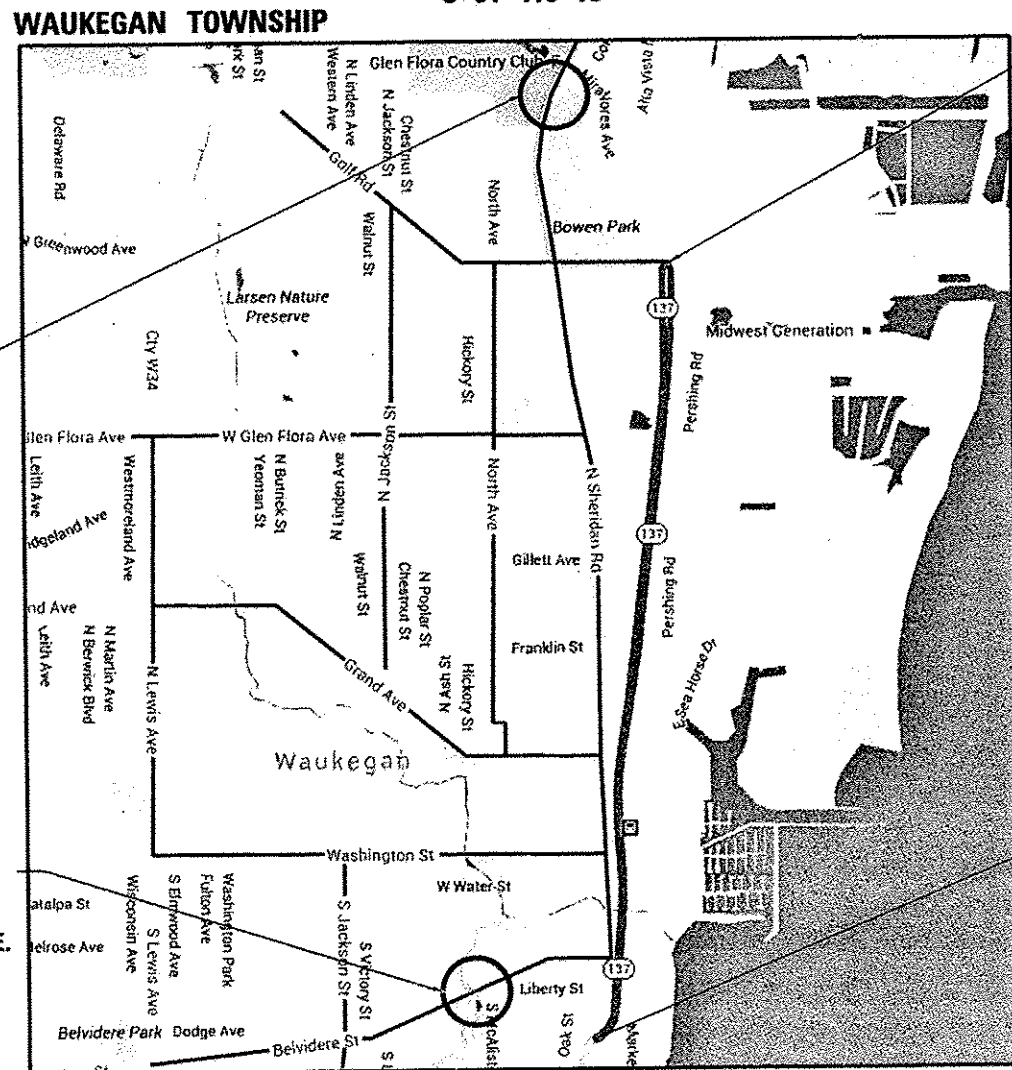 WAUKEGAN TOWNSHIP
Glen Flora Country Club
Alta Vista
N Linden Ave
Western Ave
Chestnut St
N Jackson St
Delaware Rd
Golf Rd
North Ave
Bowen Park
Walnut St
Larsen Nature
Preserve
137
Midwest Generation
Cty W34
Hickory St
Pershing Rd
Glen Flora Ave
W Glen Flora Ave
N Jackson St
Leith Ave
Westmoreland Ave
N Butrick St
Yeoman St
N Linden Ave
North Ave
N Sheridan Rd
137
Gillett Ave
Walnut St
Chestnut St
N Poplar St
Pershing Rd
nd Ave
Leith Ave
N Berwick Blvd
N Martin Ave
N Lewis Ave
Grand Ave
N Ash St
Hickory St
Franklin St
E Sea Horse Dr
Waukegan
Washington St
W Water St
atalpa St
Wisconsin Ave
S Elmwood Ave
Fulton Ave
Washington Park
S Lewis Ave
S Jackson St
S Victory St
E.
elrose Ave
137
Liberty St
Belvidere Park
Dodge Ave
Belvidere St
Oak St
Marke